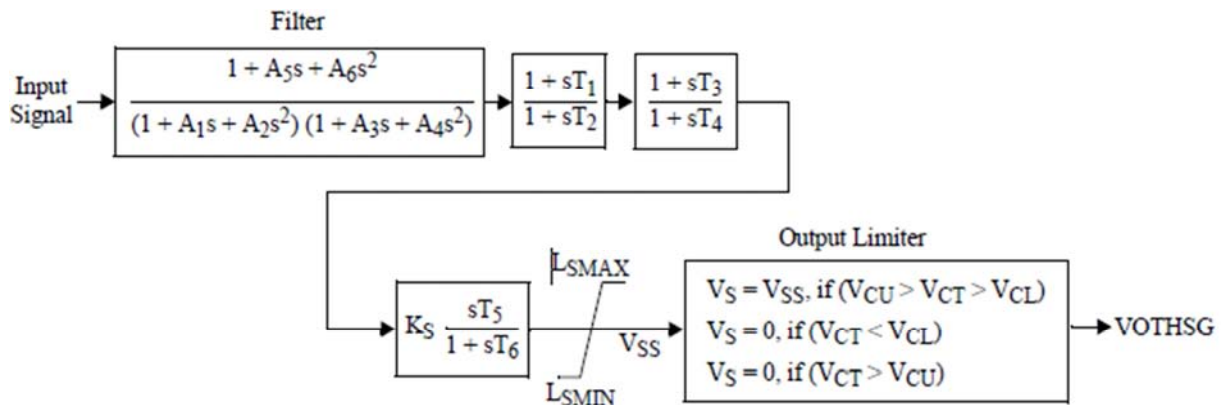 Filter
Input
Signal
1 + A5s + A6s²
(1 + A1s + A2s²) (1 + A3s + A4s²)
1 + sT1
1 + sT2
1 + sT3
1 + sT4
KS sT5
1 + sT6
LSMAX
LSMIN
VSS
Output Limiter
VS = VSS, if (VCU > VCT > VCL)
VS = 0, if (VCT < VCL)
VS = 0, if (VCT > VCU)
VOTHSG